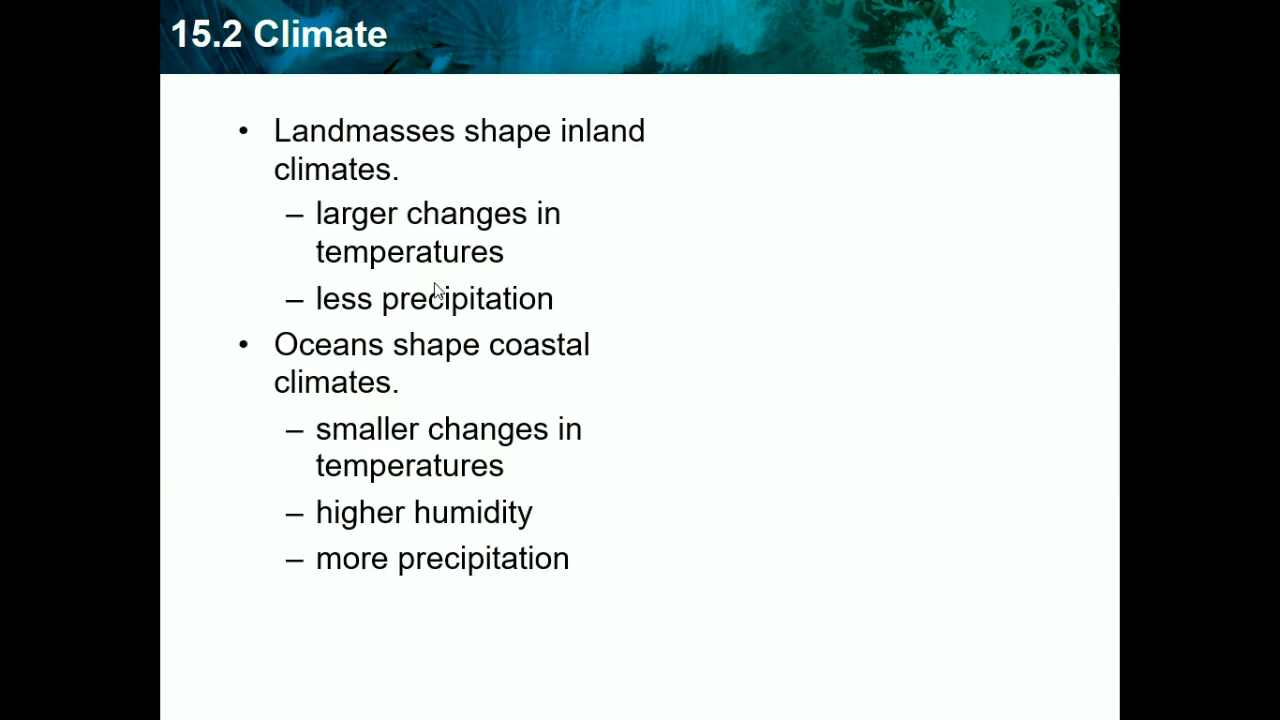 15.2 Climate
• Landmasses shape inland
climates.
– larger changes in
temperatures
– less precipitation
• Oceans shape coastal
climates.
– smaller changes in
temperatures
– higher humidity
– more precipitation